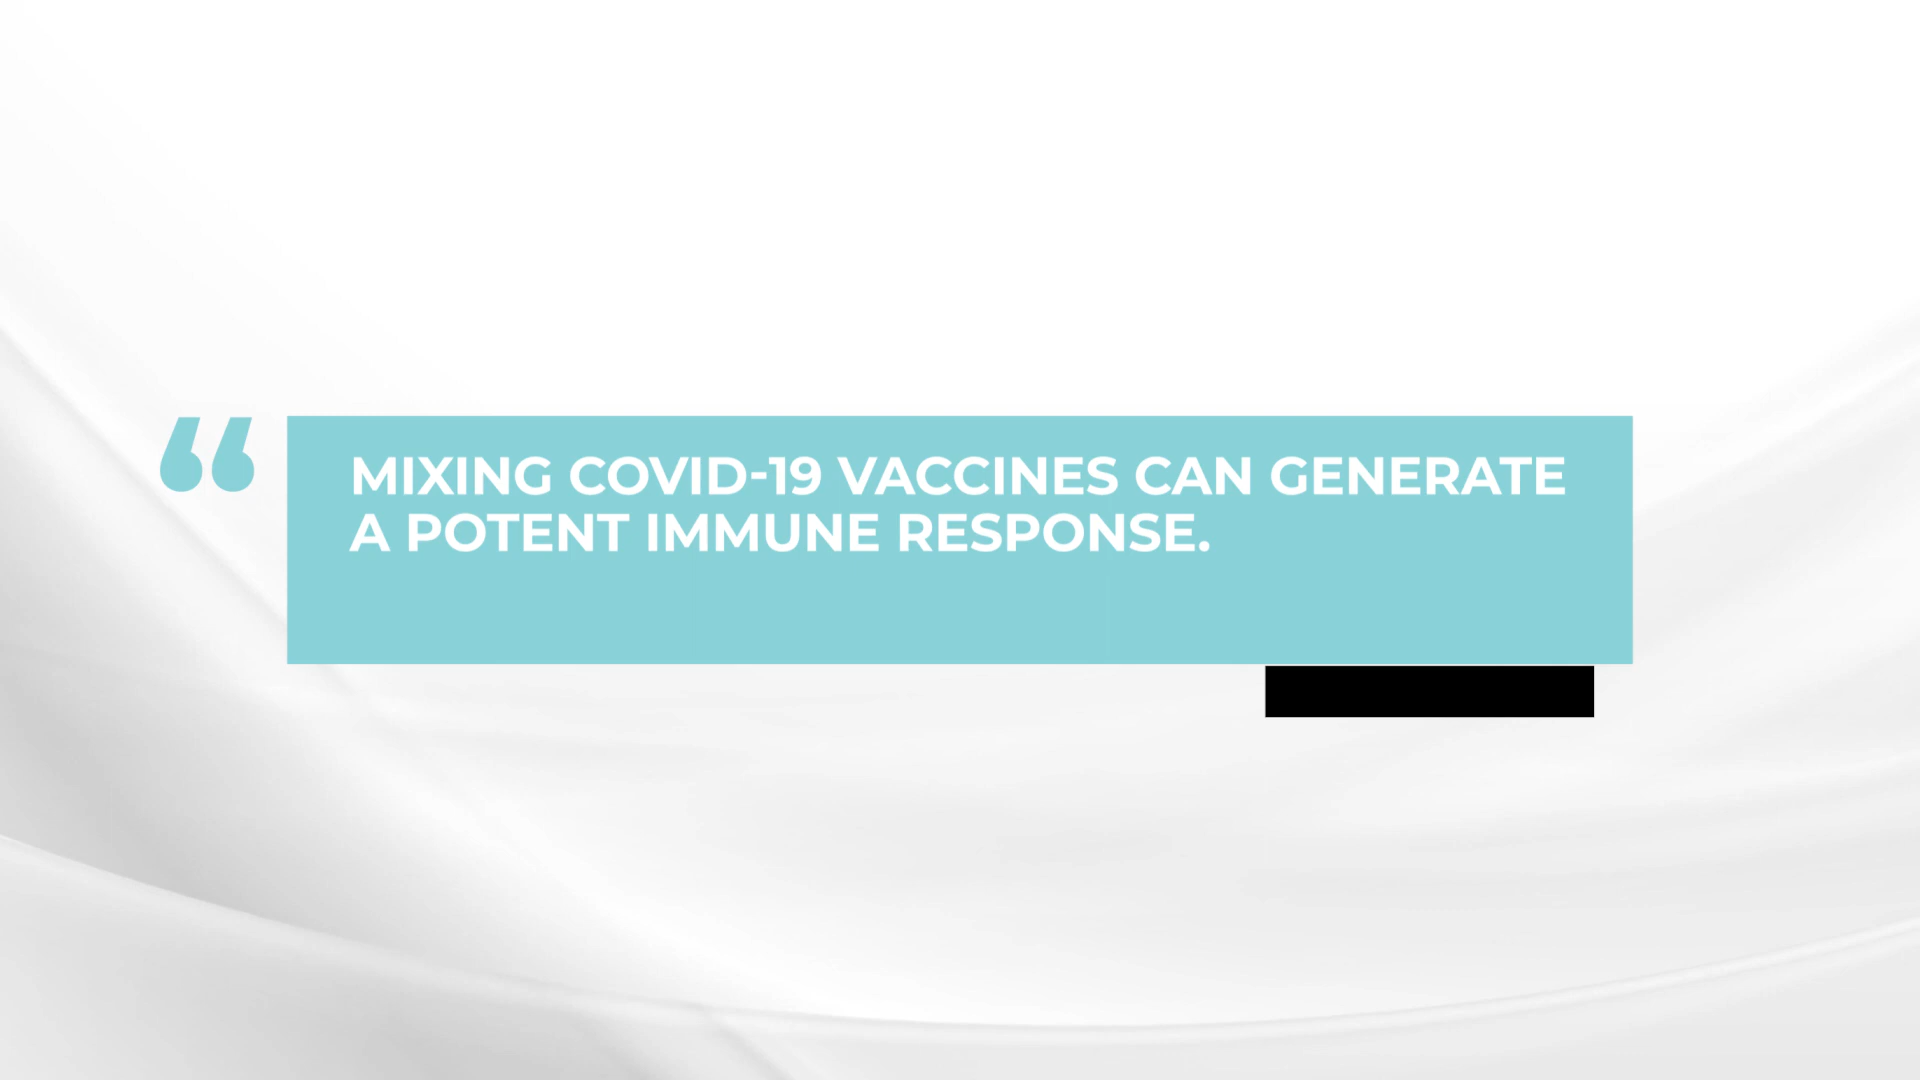 “
MIXING COVID-19 VACCINES CAN GENERATE
A POTENT IMMUNE RESPONSE.